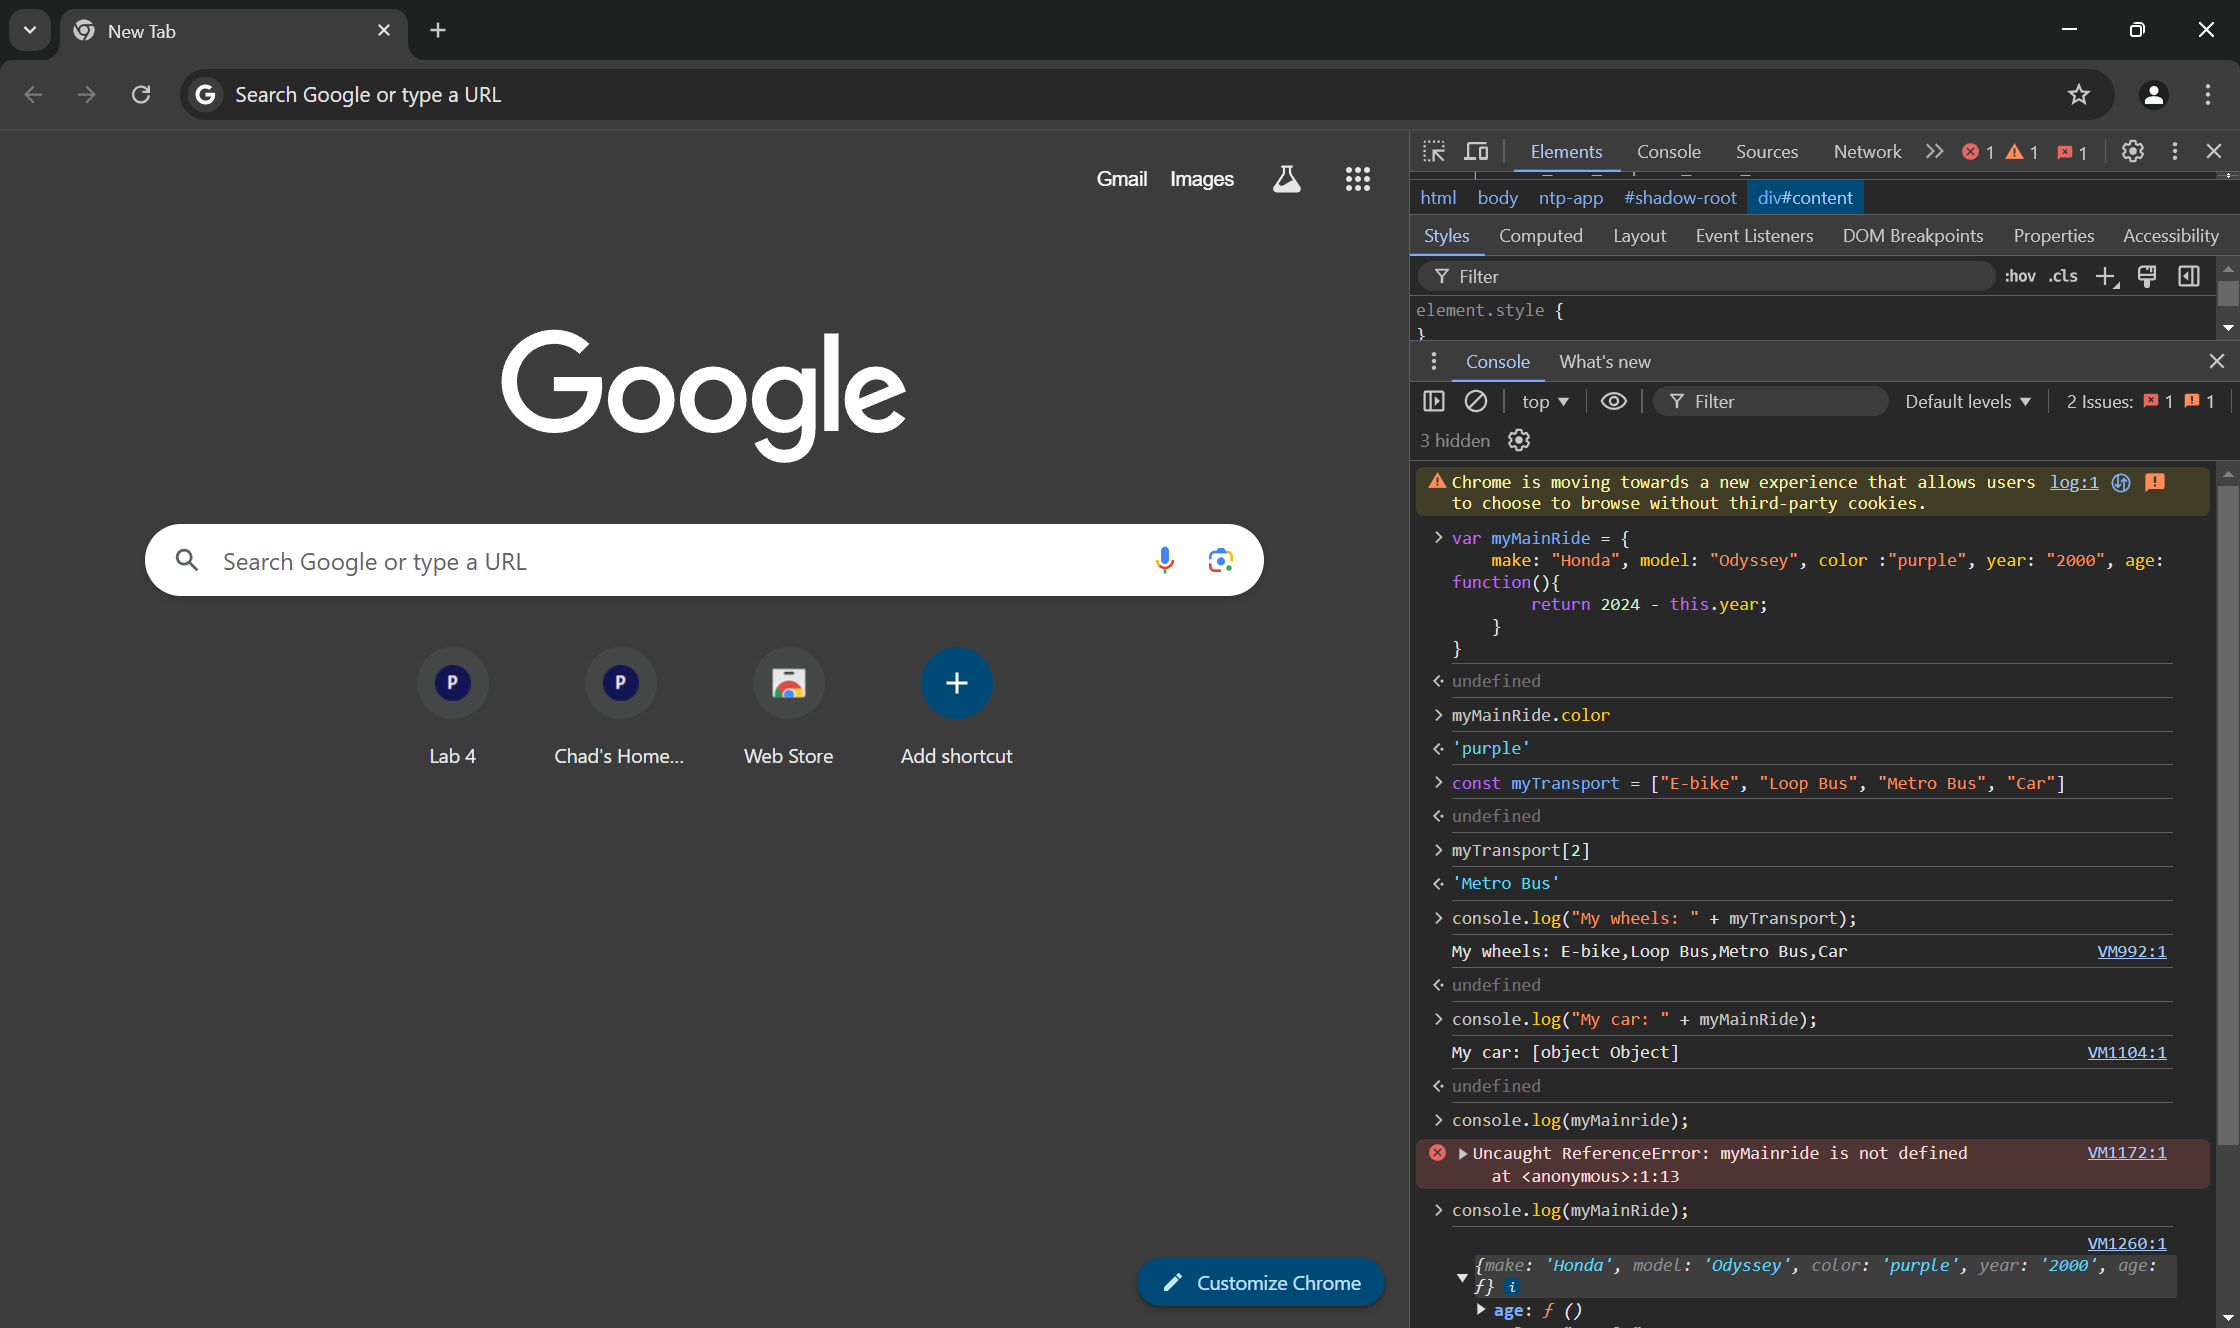 New Tab
Search Google or type a URL
Gmail Images
Google
Search Google or type a URL
P P
Lab 4 Chad's Home... Web Store Add shortcut
Customize Chrome
Elements Console Sources Network 1 1 1
html body ntp-app #shadow-root div#content
Styles Computed Layout Event Listeners DOM Breakpoints Properties Accessibility
Filter :hov .cls
element.style {
}
Console What's new
top Filter Default levels 2 Issues: 1 1
3 hidden
Chrome is moving towards a new experience that allows users log:1
to choose to browse without third-party cookies.
var myMainRide = {
make: "Honda", model: "Odyssey", color :"purple", year: "2000", age:
function(){
return 2024 - this.year;
}
}
undefined
myMainRide.color
'purple'
const myTransport = ["E-bike", "Loop Bus", "Metro Bus", "Car"]
undefined
myTransport[2]
'Metro Bus'
console.log("My wheels: " + myTransport);
My wheels: E-bike,Loop Bus,Metro Bus,Car VM992:1
undefined
console.log("My car: " + myMainRide);
My car: [object Object] VM1104:1
undefined
console.log(myMainride);
Uncaught ReferenceError: myMainride is not defined VM1172:1
at <anonymous>:1:13
console.log(myMainRide);
VM1260:1
{make: 'Honda', model: 'Odyssey', color: 'purple', year: '2000', age:
ƒ} i
age: ƒ ()